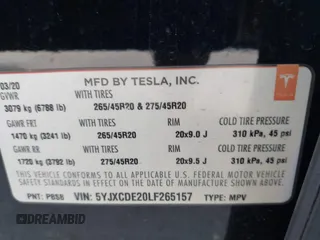 03/20
MFD BY TESLA, INC.
GVWR
WITH TIRES
3079 kg (6788 lb)
265/45R20 & 275/45R20
GAWR FRT
WITH TIRES
RIM
COLD TIRE PRESSURE
1470 kg (3241 lb)
265/45R20
20x9.0 J
310 kPa, 45 psi
GAWR RR
WITH TIRES
RIM
COLD TIRE PRESSURE
1720 kg (3792 lb)
275/45R20
20x9.5 J
310 kPa, 45 psi
THIS VEHICLE CONFORMS TO ALL APPLICABLE U.S. FEDERAL MOTOR VEHICLE SAFETY STANDARDS IN EFFECT ON THE DATE OF MANUFACTURE SHOWN ABOVE.
PNT: PBSB VIN: 5YJXCDE20LF265157 TYPE: MPV
© AUTOBIDMASTER